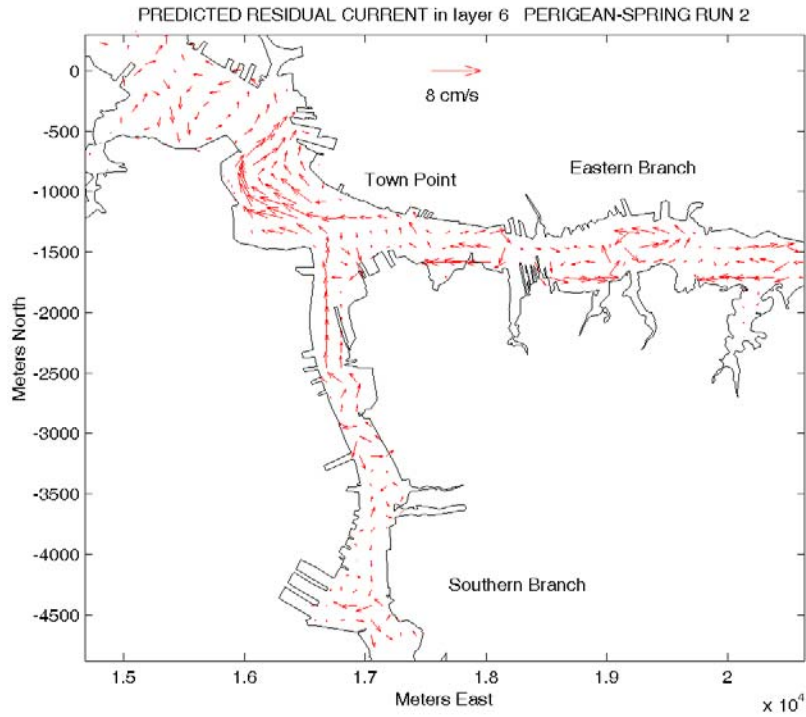 PREDICTED RESIDUAL CURRENT in layer 6   PERIGEAN-SPRING RUN 2
0
8 cm/s
-500
Eastern Branch
Town Point
-1000
-1500
-2000
Meters North
-2500
-3000
-3500
-4000
Southern Branch
-4500
1.5 1.6 1.7 1.8 1.9 2
Meters East
x 10^4